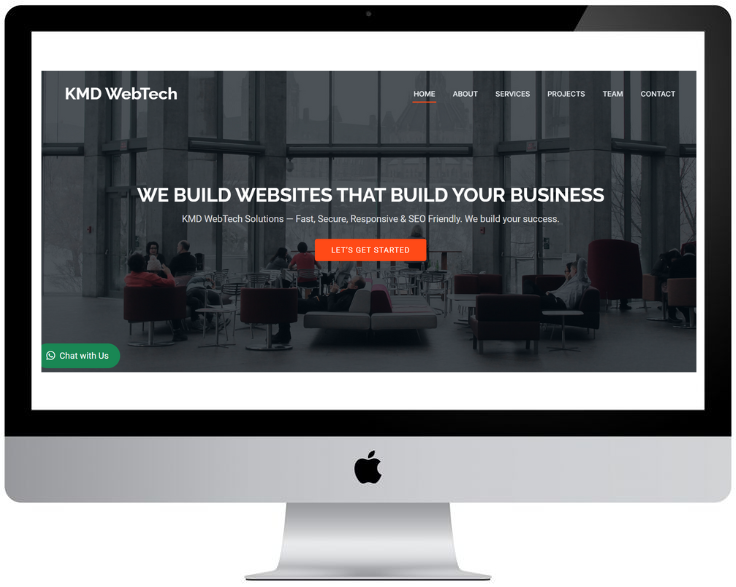 KMD WebTech
HOME ABOUT SERVICES PROJECTS TEAM CONTACT
WE BUILD WEBSITES THAT BUILD YOUR BUSINESS
KMD WebTech Solutions — Fast, Secure, Responsive & SEO Friendly. We build your success.
LET'S GET STARTED
Chat with Us